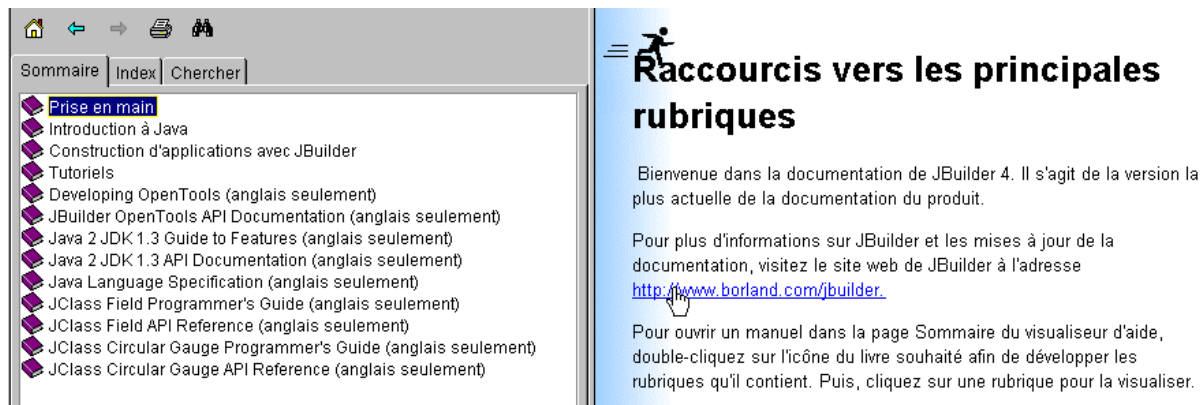 Sommaire Index Chercher
Prise en main
Introduction à Java
Construction d'applications avec JBuilder
Tutoriels
Developing OpenTools (anglais seulement)
JBuilder OpenTools API Documentation (anglais seulement)
Java 2 JDK 1.3 Guide to Features (anglais seulement)
Java 2 JDK 1.3 API Documentation (anglais seulement)
Java Language Specification (anglais seulement)
JClass Field Programmer's Guide (anglais seulement)
JClass Field API Reference (anglais seulement)
JClass Circular Gauge Programmer's Guide (anglais seulement)
JClass Circular Gauge API Reference (anglais seulement)
Raccourcis vers les principales
rubriques
Bienvenue dans la documentation de JBuilder 4. Il s'agit de la version la
plus actuelle de la documentation du produit.
Pour plus d'informations sur JBuilder et les mises à jour de la
documentation, visitez le site web de JBuilder à l'adresse
http://www.borland.com/jbuilder.
Pour ouvrir un manuel dans la page Sommaire du visualiseur d'aide,
double-cliquez sur l'icône du livre souhaité afin de développer les
rubriques qu'il contient. Puis, cliquez sur une rubrique pour la visualiser.